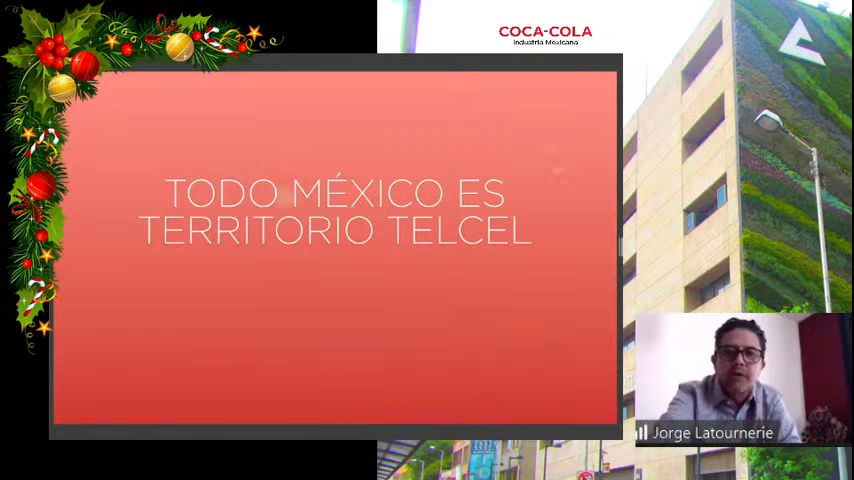 COCA-COLA
Industria Mexicana
TODO MÉXICO ES
TERRITORIO TELCEL
Jorge Latournerie